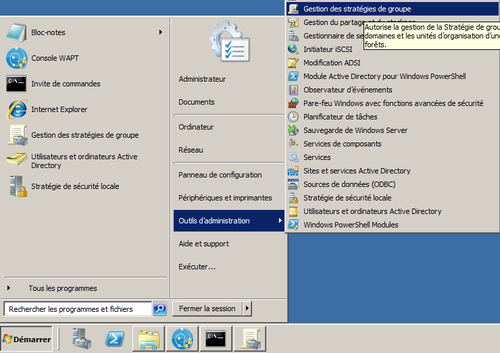 Bloc-notes
Console WAPT
Invite de commandes
Internet Explorer
Gestion des stratégies de groupe
Utilisateurs et ordinateurs Active
Directory
Stratégie de sécurité locale
Tous les programmes
Rechercher les programmes et fichiers
Administrateur
Documents
Ordinateur
Réseau
Panneau de configuration
Périphériques et imprimantes
Outils d'administration
Aide et support
Exécuter...
Fermer la session
Gestion des stratégies de groupe
Gestion du partage et du
Gestionnaire de se
Autorise la gestion de la Stratégie de grou
domaines et les unités d'organisation d'une
forêts.
Initiateur iSCSI
Modification ADSI
Module Active Directory pour Windows PowerShell
Observateur d'événements
Pare-feu Windows avec fonctions avancées de sécurité
Planificateur de tâches
Sauvegarde de Windows Server
Services de composants
Services
Sites et services Active Directory
Sources de données (ODBC)
Stratégie de sécurité locale
Utilisateurs et ordinateurs Active Directory
Windows PowerShell Modules
Démarrer